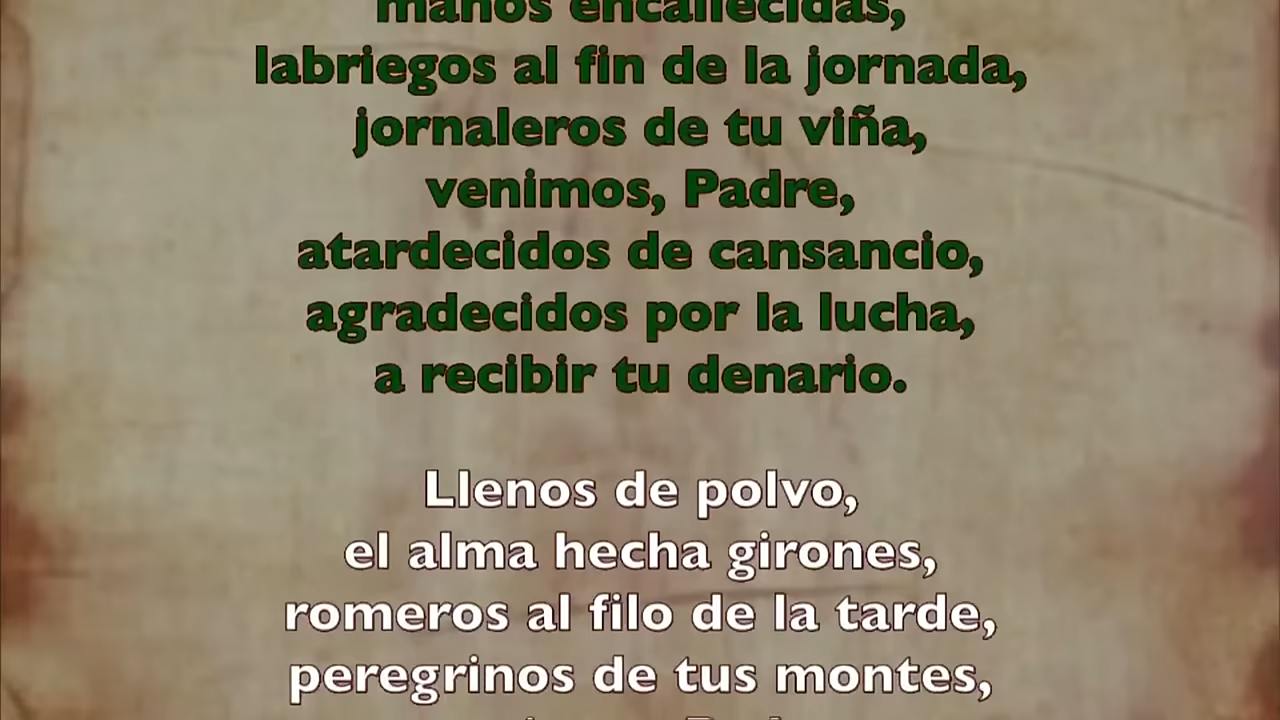 manos encallecidas,
labriegos al fin de la jornada,
jornaleros de tu viña,
venimos, Padre,
atardecidos de cansancio,
agradecidos por la lucha,
a recibir tu denario.
Llenos de polvo,
el alma hecha girones,
romeros al filo de la tarde,
peregrinos de tus montes,